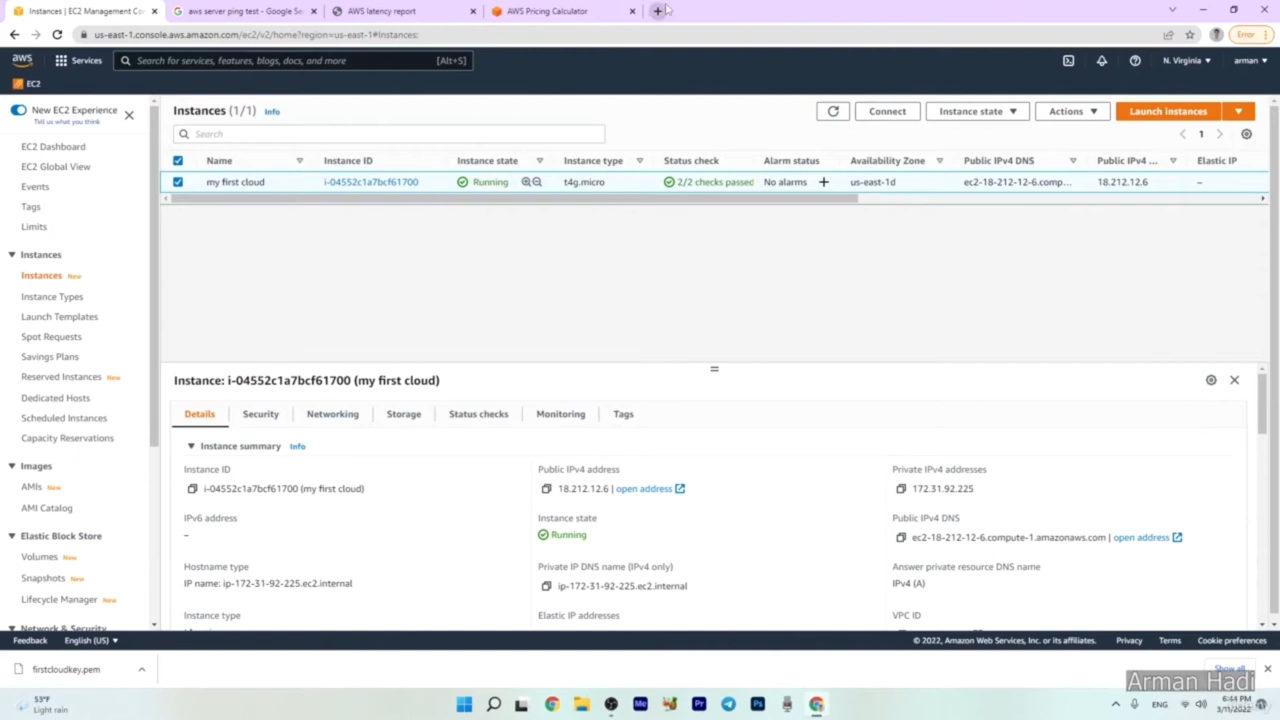 Instances | EC2 Management Co
aws server ping test - Google Se
AWS latency report
AWS Pricing Calculator
us-east-1.console.aws.amazon.com/ec2/v2/home?region=us-east-1#Instances:
Error
aws
Services
Search for services, features, blogs, docs, and more
[Alt+S]
N. Virginia
arman
EC2
New EC2 Experience
Tell us what you think
EC2 Dashboard
EC2 Global View
Events
Tags
Limits
Instances
Instances New
Instance Types
Launch Templates
Spot Requests
Savings Plans
Reserved Instances New
Dedicated Hosts
Scheduled Instances
Capacity Reservations
Images
AMIs New
AMI Catalog
Elastic Block Store
Volumes New
Snapshots New
Lifecycle Manager New
Network & Security
Instances (1/1) Info
Connect
Instance state
Actions
Launch instances
Search
1
Name Instance ID Instance state Instance type Status check Alarm status Availability Zone Public IPv4 DNS Public IPv4 ... Elastic IP
my first cloud i-04552c1a7bcf61700 Running t4g.micro 2/2 checks passed No alarms + us-east-1d ec2-18-212-12-6.comp... 18.212.12.6 –
Instance: i-04552c1a7bcf61700 (my first cloud)
Details Security Networking Storage Status checks Monitoring Tags
Instance summary Info
Instance ID Public IPv4 address Private IPv4 addresses
i-04552c1a7bcf61700 (my first cloud) 18.212.12.6 | open address 172.31.92.225
IPv6 address Instance state Public IPv4 DNS
– Running ec2-18-212-12-6.compute-1.amazonaws.com | open address
Hostname type Private IP DNS name (IPv4 only) Answer private resource DNS name
IP name: ip-172-31-92-225.ec2.internal ip-172-31-92-225.ec2.internal IPv4 (A)
Instance type Elastic IP addresses VPC ID
Feedback English (US) © 2022, Amazon Web Services, Inc. or its affiliates. Privacy Terms Cookie preferences
firstcloudkey.pem
Show all
Arman Hadi
53°F
Light rain
Me
Pr
Ps
ENG
6:44 PM
3/11/2022